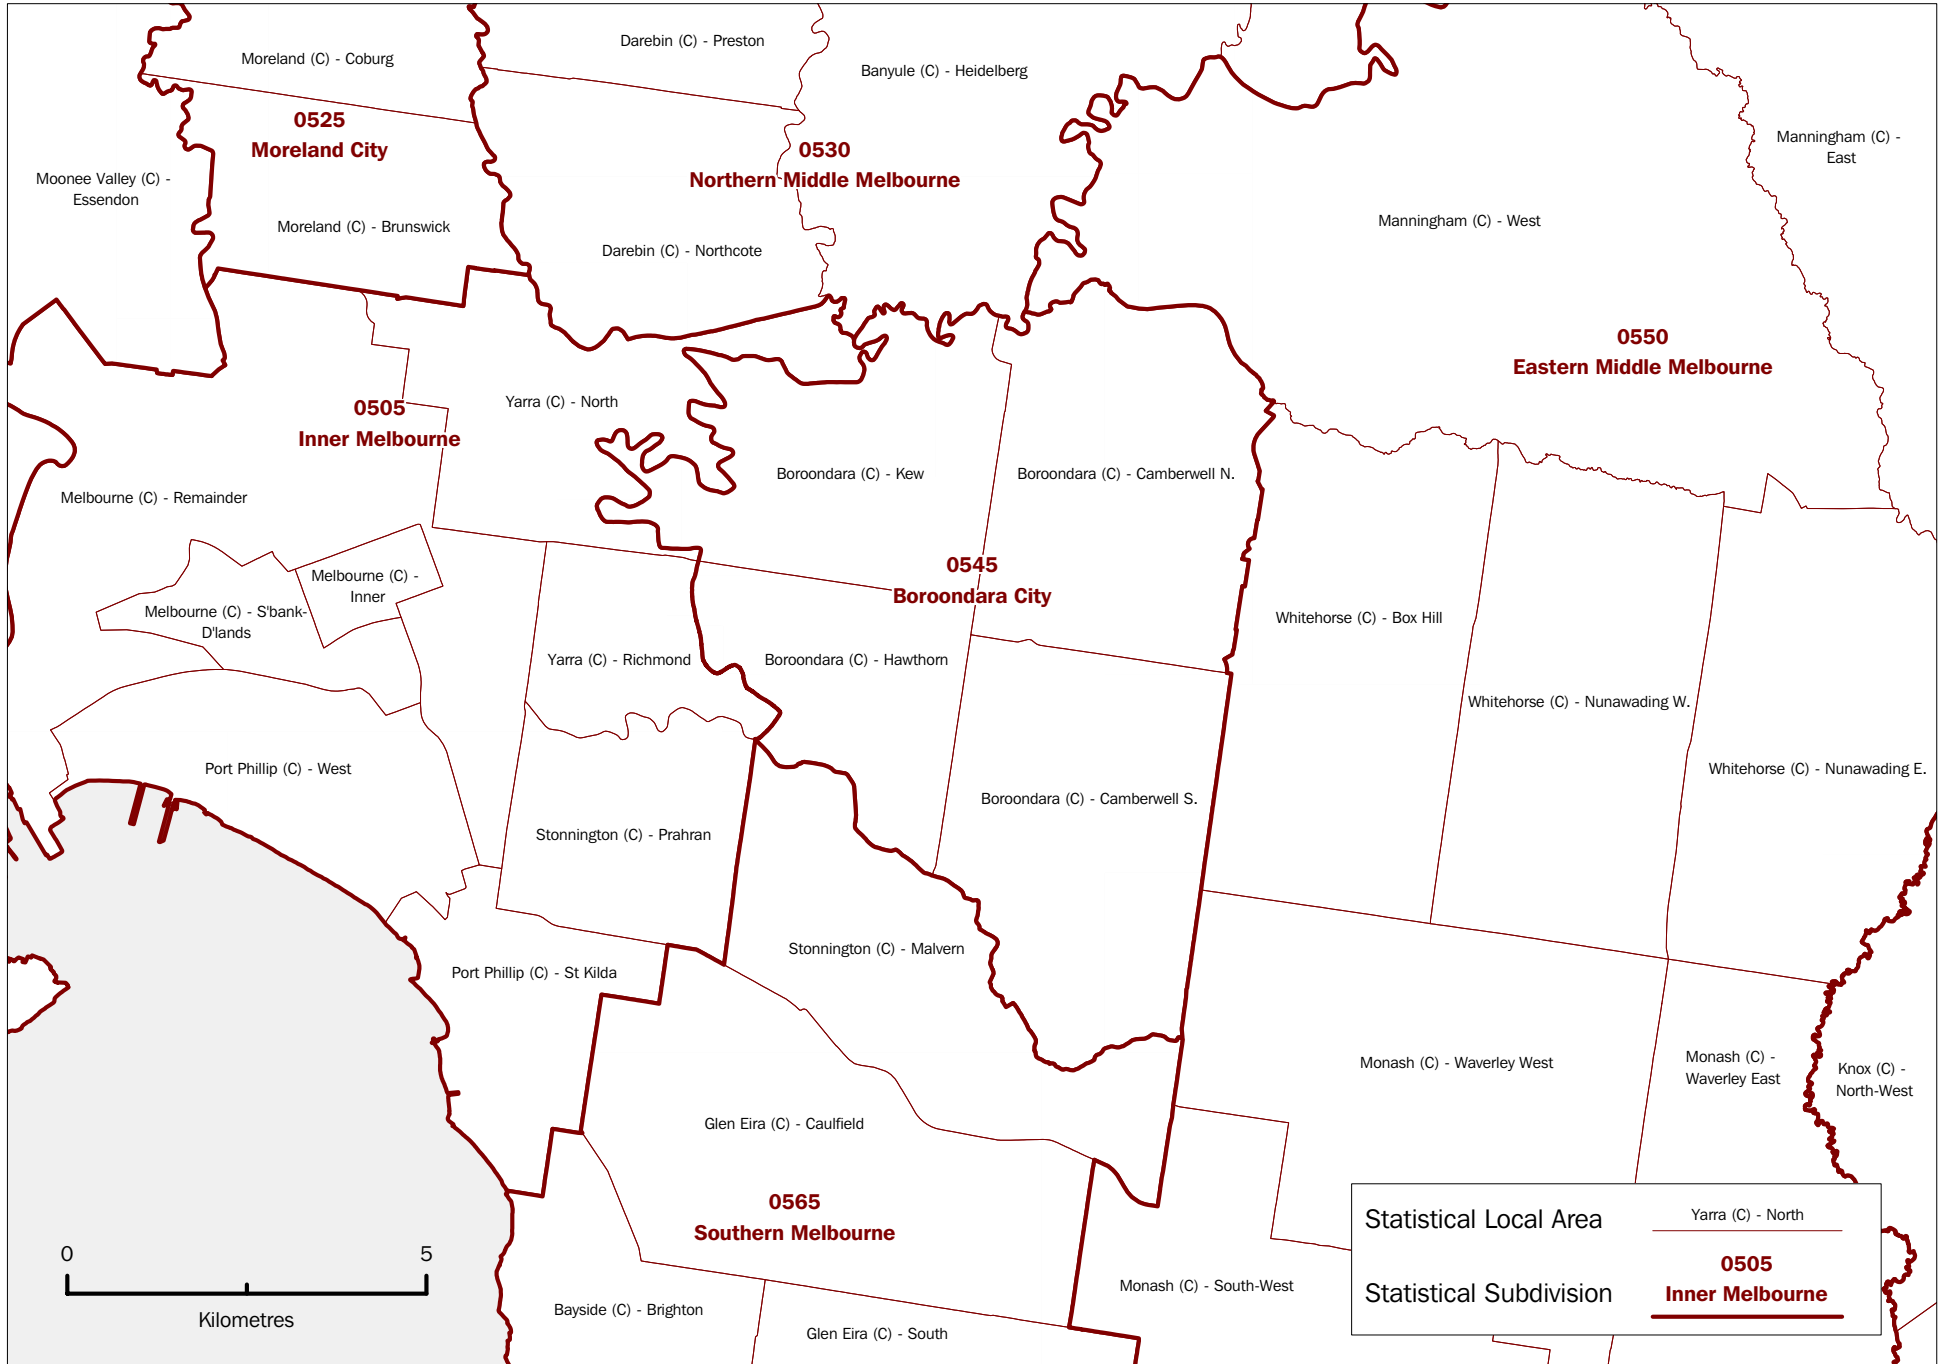 Darebin (C) - Preston
Moreland (C) - Coburg
Banyule (C) - Heidelberg
0525
Moreland City
0530
Northern Middle Melbourne
Manningham (C) -
East
Moonee Valley (C) -
Essendon
Moreland (C) - Brunswick
Darebin (C) - Northcote
Manningham (C) - West
0550
Eastern Middle Melbourne
0505
Inner Melbourne
Yarra (C) - North
Boroondara (C) - Kew
Boroondara (C) - Camberwell N.
Melbourne (C) - Remainder
Melbourne (C) -
Inner
0545
Boroondara City
Melbourne (C) - S'bank-
D'lands
Whitehorse (C) - Box Hill
Yarra (C) - Richmond
Boroondara (C) - Hawthorn
Whitehorse (C) - Nunawading W.
Port Phillip (C) - West
Whitehorse (C) - Nunawading E.
Boroondara (C) - Camberwell S.
Stonnington (C) - Prahran
Stonnington (C) - Malvern
Port Phillip (C) - St Kilda
Monash (C) - Waverley West
Monash (C) -
Waverley East
Knox (C) -
North-West
Glen Eira (C) - Caulfield
0565
Southern Melbourne
Monash (C) - South-West
Bayside (C) - Brighton
Glen Eira (C) - South
0 5
Kilometres
Statistical Local Area
Yarra (C) - North
Statistical Subdivision
0505
Inner Melbourne